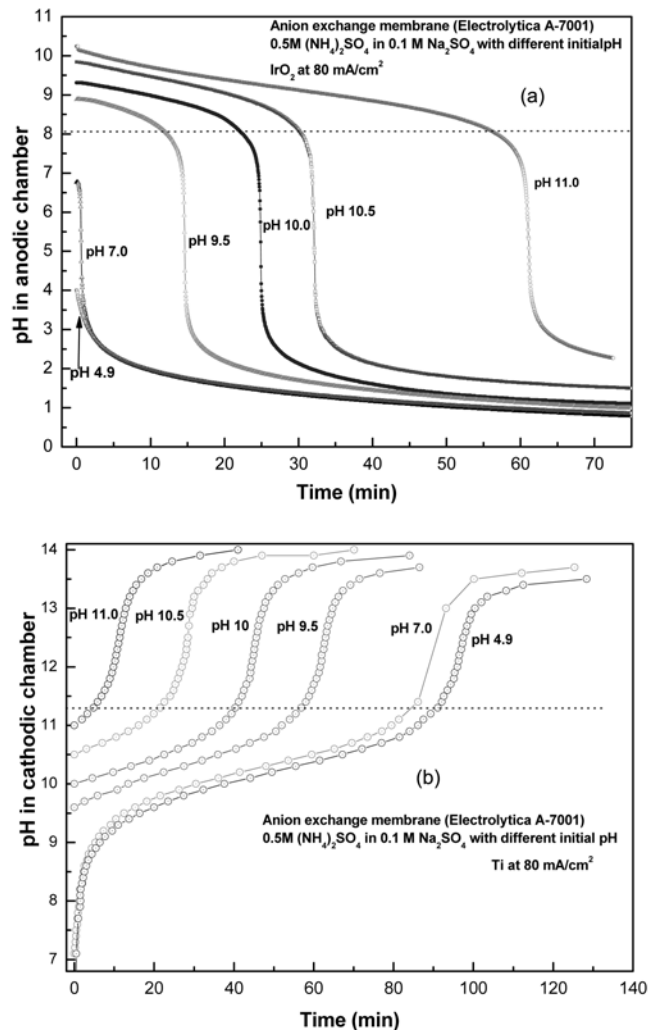 Anion exchange membrane (Electrolytica A-7001)
0.5M (NH₄)₂SO₄ in 0.1 M Na₂SO₄ with different initialpH
IrO₂ at 80 mA/cm²
(a)
11
10
9
8
7
6
5
4
3
2
1
0
pH in anodic chamber
pH 7.0
pH 9.5
pH 10.0
pH 10.5
pH 11.0
pH 4.9
0 10 20 30 40 50 60 70
Time (min)
14
13
12
11
10
9
8
7
pH in cathodic chamber
pH 11.0
pH 10.5
pH 10
pH 9.5
pH 7.0
pH 4.9
(b)
Anion exchange membrane (Electrolytica A-7001)
0.5M (NH₄)₂SO₄ in 0.1 M Na₂SO₄ with different initial pH
Ti at 80 mA/cm²
0 20 40 60 80 100 120 140
Time (min)